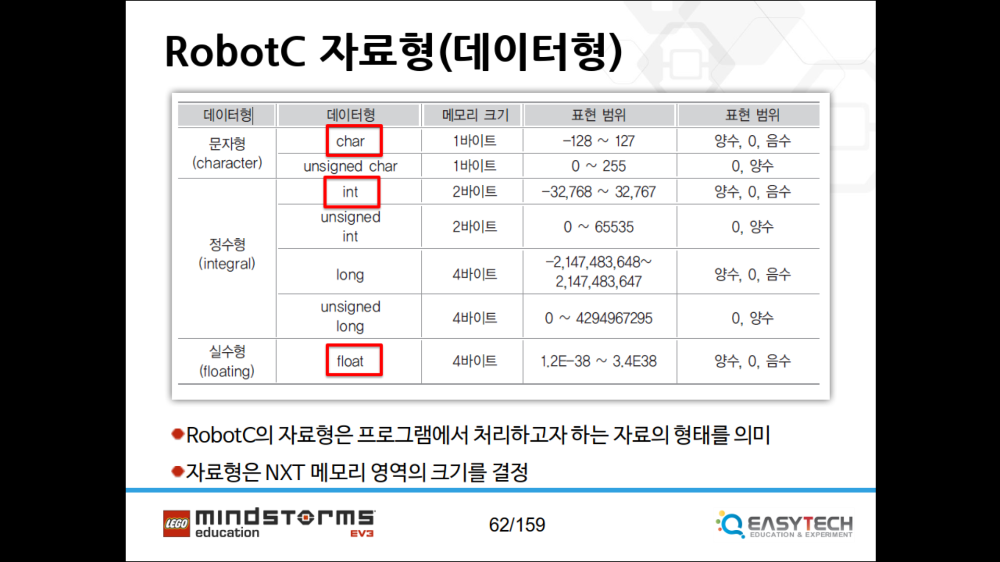 RobotC 자료형(데이터형)
데이터형 데이터형 메모리 크기 표현 범위 표현 범위
문자형
(character)
char 1바이트 -128 ~ 127 양수, 0, 음수
unsigned char 1바이트 0 ~ 255 0, 양수
정수형
(integral)
int 2바이트 -32,768 ~ 32,767 양수, 0, 음수
unsigned
int
2바이트 0 ~ 65535 0, 양수
long 4바이트
-2,147,483,648~
2,147,483,647
양수, 0, 음수
unsigned
long
4바이트 0 ~ 4294967295 0, 양수
실수형
(floating)
float 4바이트 1.2E-38 ~ 3.4E38 양수, 0, 음수
RobotC의 자료형은 프로그램에서 처리하고자 하는 자료의 형태를 의미
자료형은 NXT 메모리 영역의 크기를 결정
LEGO mindstorms
education EV3
62/159
EASYTECH
EDUCATION & EXPERIMENT